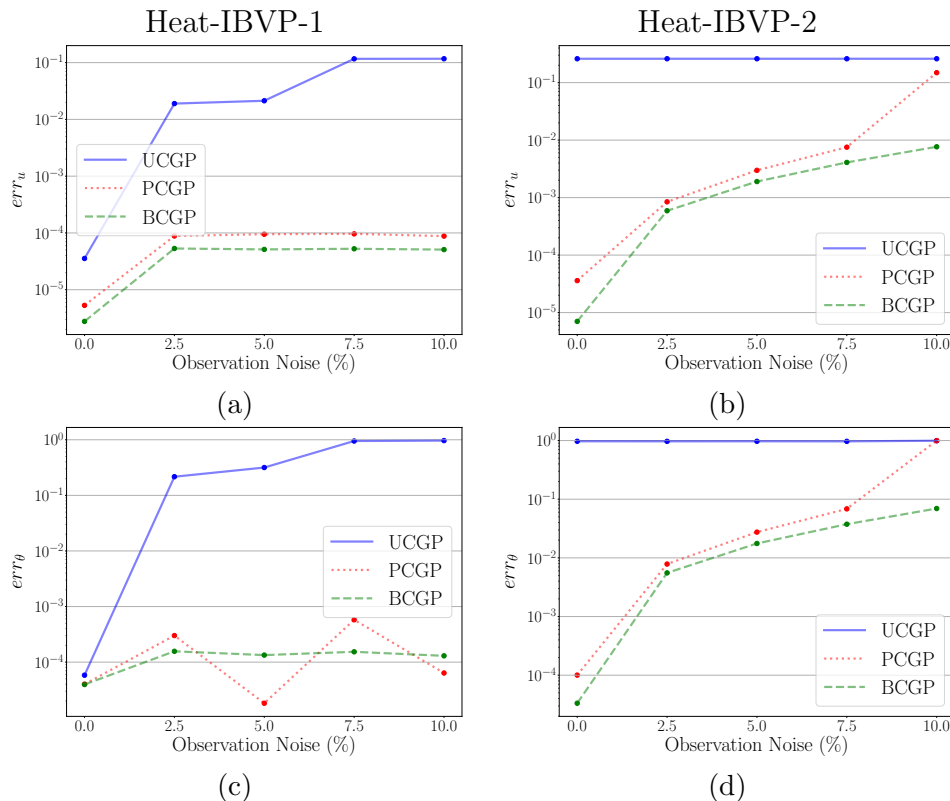 Heat-IBVP-1
Heat-IBVP-2
10⁻¹
10⁻²
10⁻³
10⁻⁴
10⁻⁵
err_u
UCGP
PCGP
BCGP
0.0 2.5 5.0 7.5 10.0
Observation Noise (%)
(a)
10⁻¹
10⁻²
10⁻³
10⁻⁴
10⁻⁵
err_u
UCGP
PCGP
BCGP
0.0 2.5 5.0 7.5 10.0
Observation Noise (%)
(b)
10⁰
10⁻¹
10⁻²
10⁻³
10⁻⁴
err_θ
UCGP
PCGP
BCGP
0.0 2.5 5.0 7.5 10.0
Observation Noise (%)
(c)
10⁰
10⁻¹
10⁻²
10⁻³
10⁻⁴
err_θ
UCGP
PCGP
BCGP
0.0 2.5 5.0 7.5 10.0
Observation Noise (%)
(d)